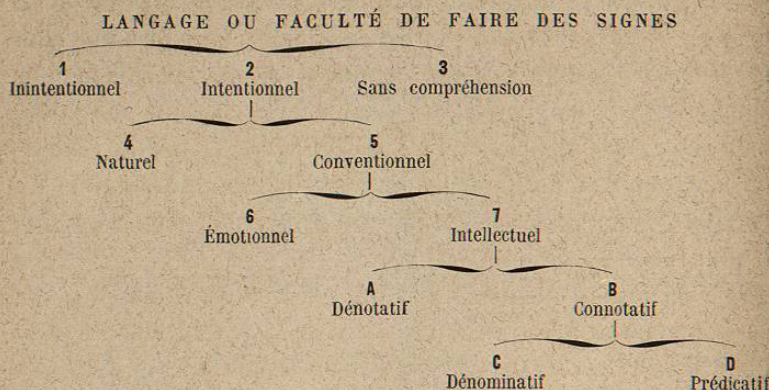 LANGAGE OU FACULTÉ DE FAIRE DES SIGNES
1 2 3
Inintentionnel Intentionnel Sans compréhension
4 5
Naturel Conventionnel
6 7
Émotionnel Intellectuel
A B
Dénotatif Connotatif
C D
Dénominatif Prédicatif